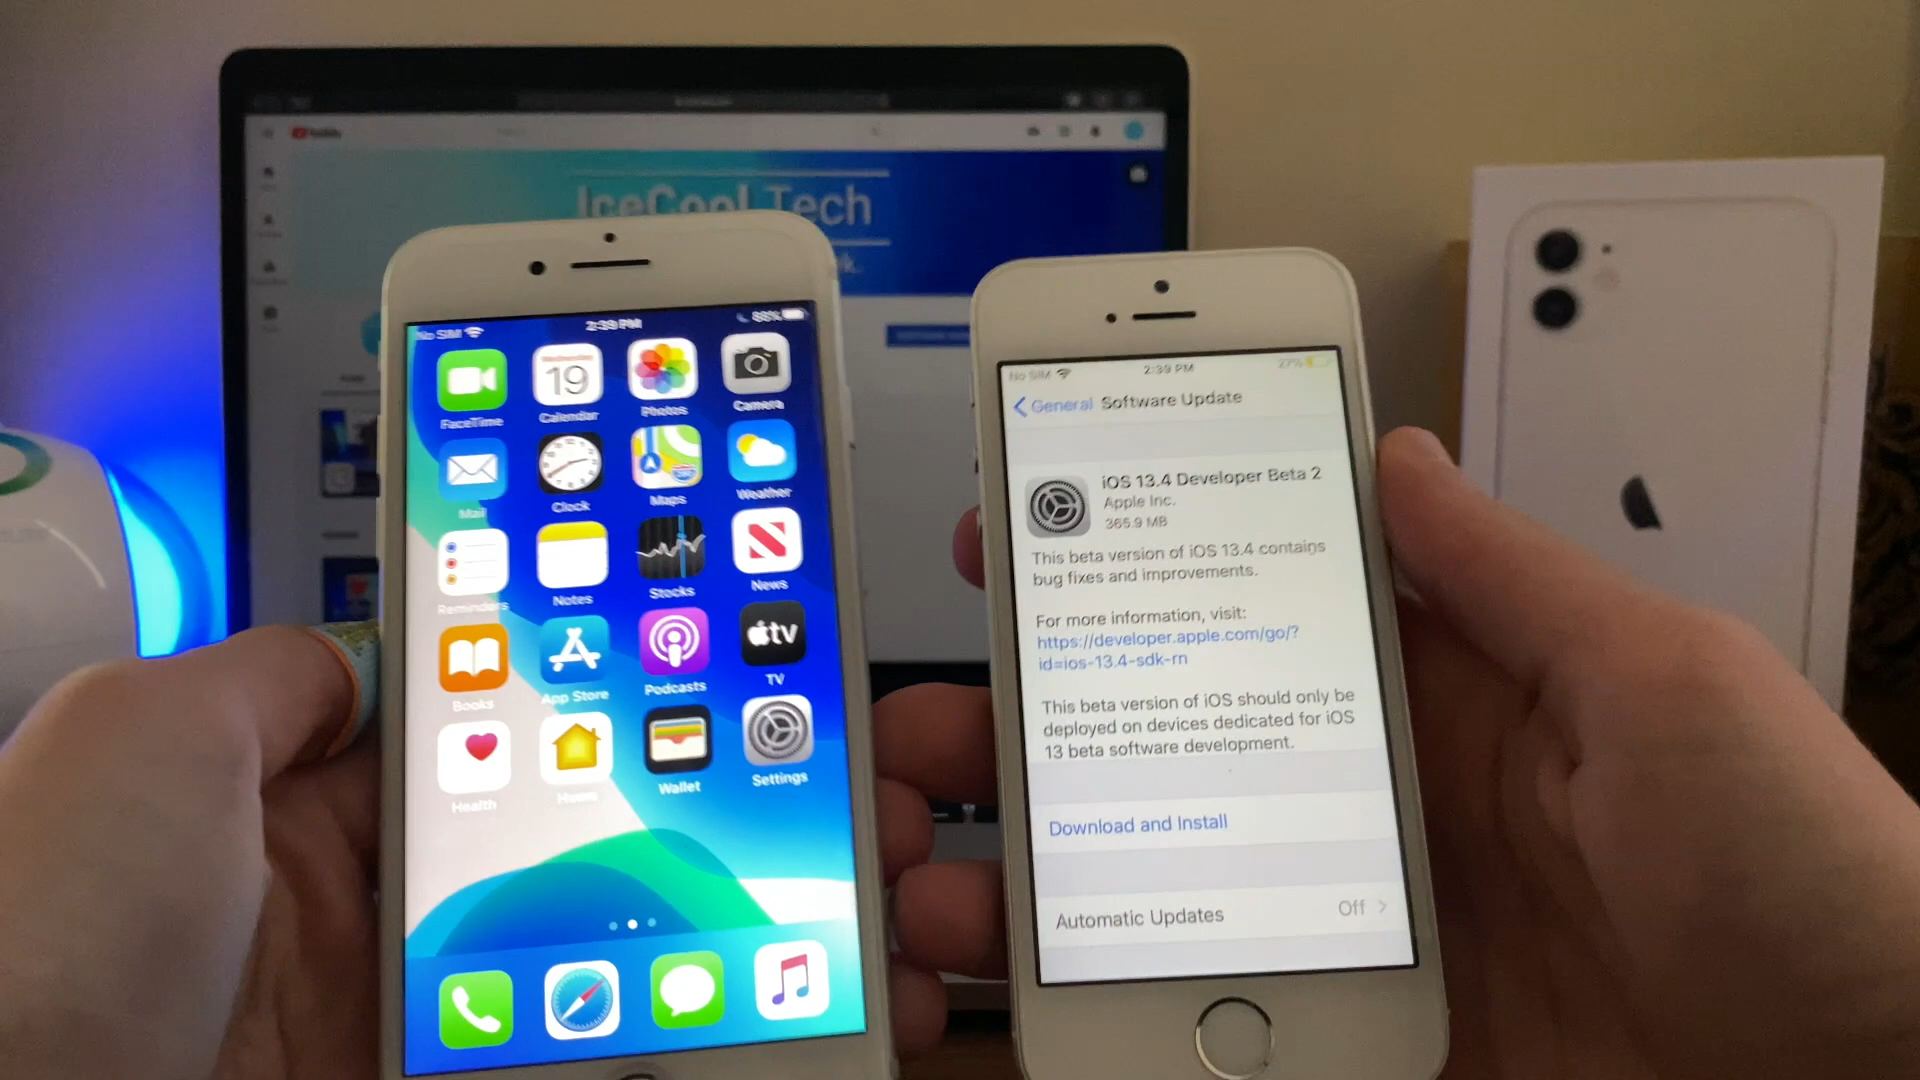 IceCool Tech
No SIM
2:39 PM
86%
FaceTime
Wednesday
19
Calendar
Photos
Camera
Mail
Clock
Maps
Weather
Reminders
Notes
Stocks
News
Books
App Store
Podcasts
tv
TV
Health
Home
Wallet
Settings
No SIM
2:39 PM
27%
General
Software Update
iOS 13.4 Developer Beta 2
Apple Inc.
365.9 MB
This beta version of iOS 13.4 contains
bug fixes and improvements.
For more information, visit:
https://developer.apple.com/go/?
id=ios-13.4-sdk-rn
This beta version of iOS should only be
deployed on devices dedicated for iOS
13 beta software development.
Download and Install
Automatic Updates
Off